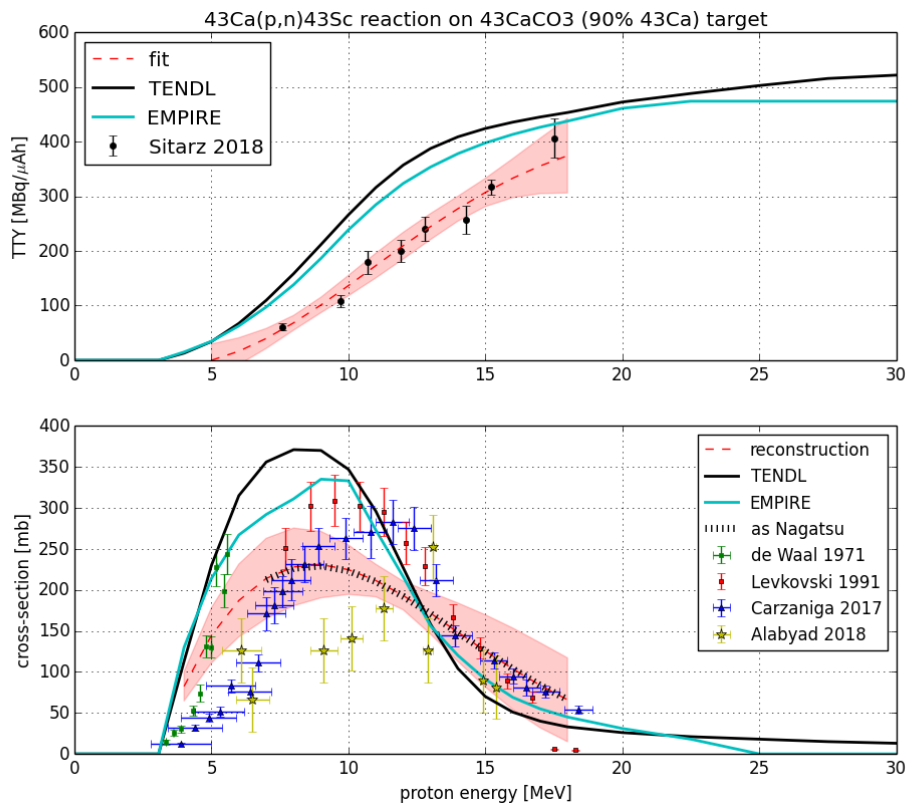 43Ca(p,n)43Sc reaction on 43CaCO3 (90% 43Ca) target
600
500
400
300
200
100
0
TTY [MBq/μAh]
fit
TENDL
EMPIRE
Sitarz 2018
0 5 10 15 20 25 30
400
350
300
250
200
150
100
50
0
cross-section [mb]
reconstruction
TENDL
EMPIRE
as Nagatsu
de Waal 1971
Levkovski 1991
Carzaniga 2017
Alabyad 2018
0 5 10 15 20 25 30
proton energy [MeV]